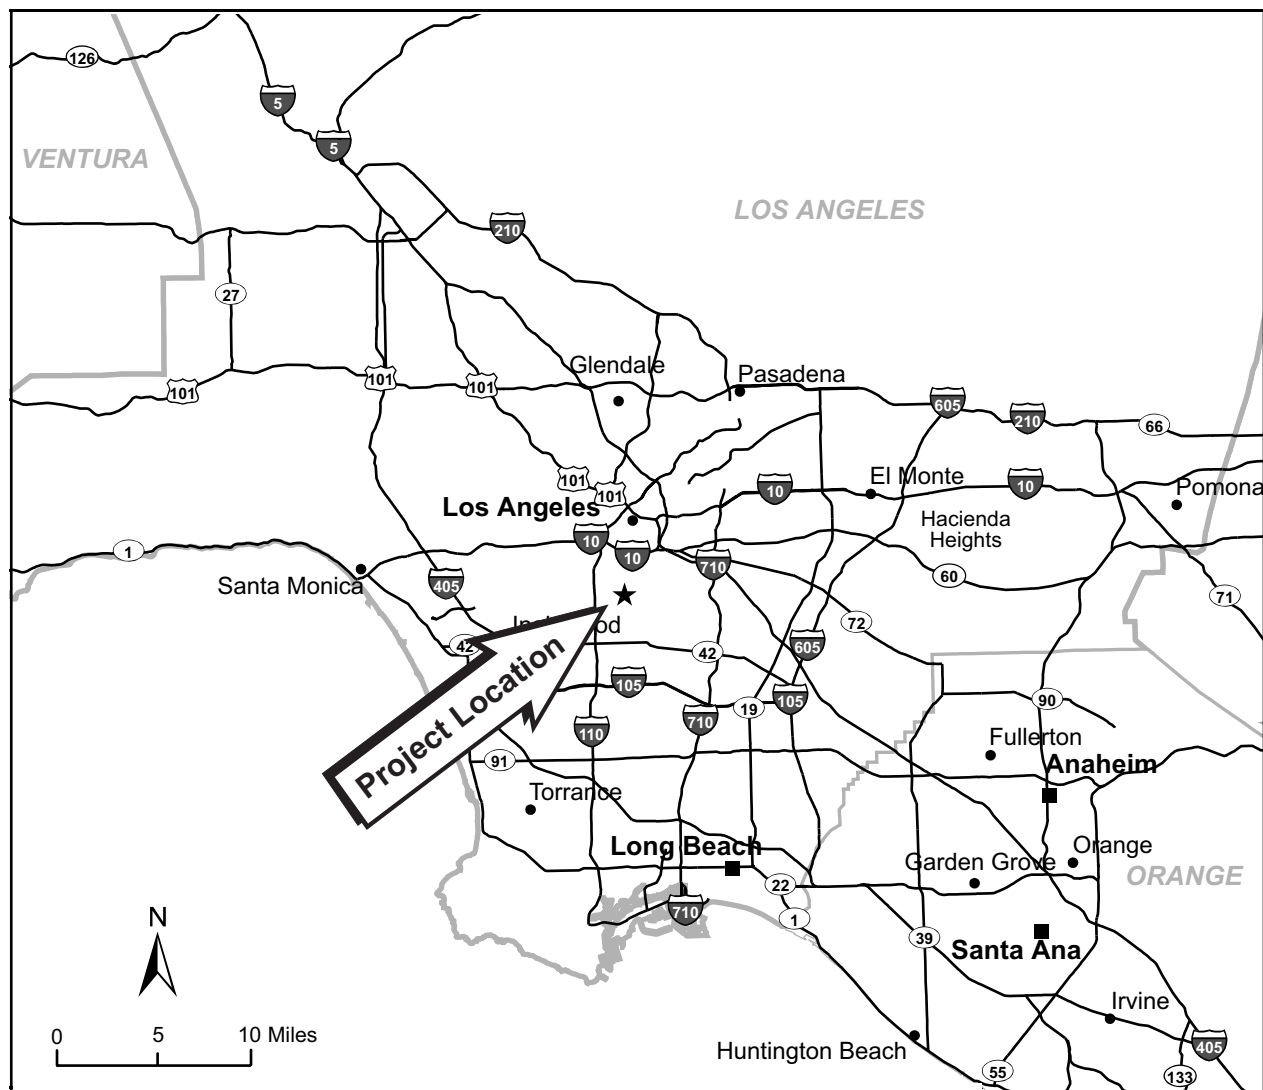 126
5
5
VENTURA
LOS ANGELES
210
27
Glendale
Pasadena
101
101
101
605
210
66
101
101
10
El Monte
10
Pomona
Los Angeles
Hacienda
Heights
1
10
10
710
Santa Monica
405
60
71
72
42
42
605
Project Location
105
105
19
90
710
110
Fullerton
91
Anaheim
Torrance
Long Beach
Garden Grove
Orange
ORANGE
22
710
1
39
Santa Ana
N
Irvine
0
5
10 Miles
Huntington Beach
405
55
133